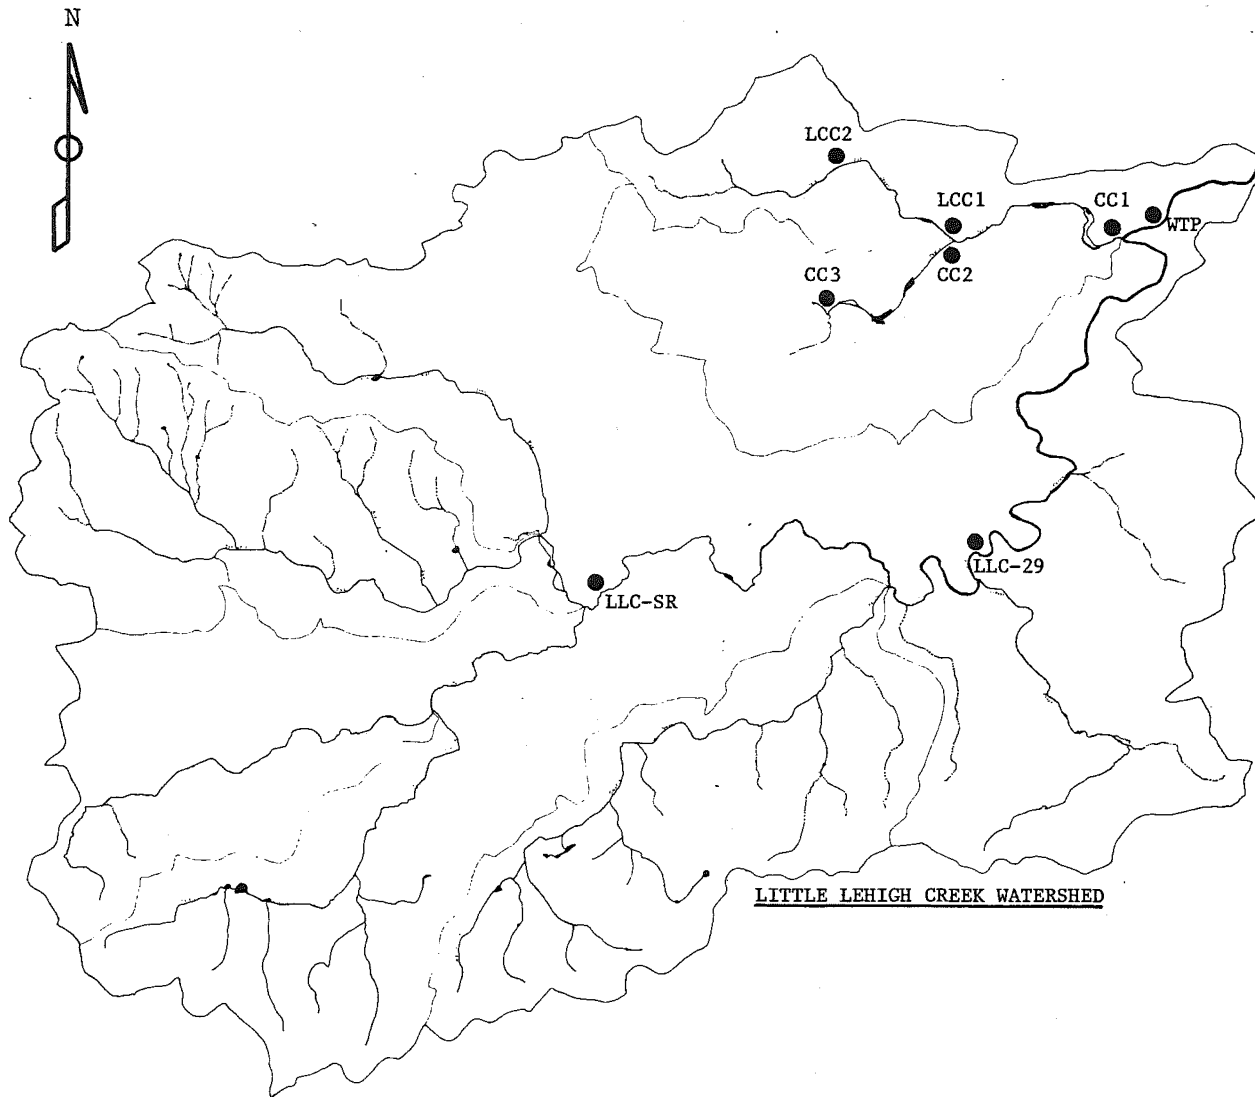 N
LCC2
LCC1
CC1
WTP
CC2
CC3
LLC-29
LLC-SR
LITTLE LEHIGH CREEK WATERSHED